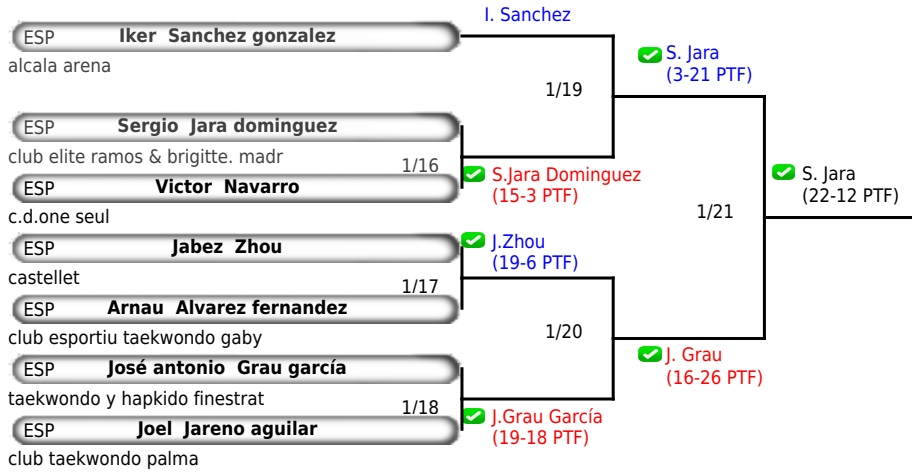 I. Sanchez
ESP Iker Sanchez gonzalez
alcala arena
S. Jara
(3-21 PTF)
1/19
ESP Sergio Jara dominguez
club elite ramos & brigitte. madr
1/16
S.Jara Dominguez
(15-3 PTF)
ESP Victor Navarro
c.d.one seul
S. Jara
(22-12 PTF)
1/21
ESP Jabez Zhou
castellet
J.Zhou
(19-6 PTF)
1/17
ESP Arnau Alvarez fernandez
club esportiu taekwondo gaby
1/20
ESP José antonio Grau garcía
taekwondo y hapkido finestrat
J. Grau
(16-26 PTF)
1/18
J.Grau García
(19-18 PTF)
ESP Joel Jareno aguilar
club taekwondo palma